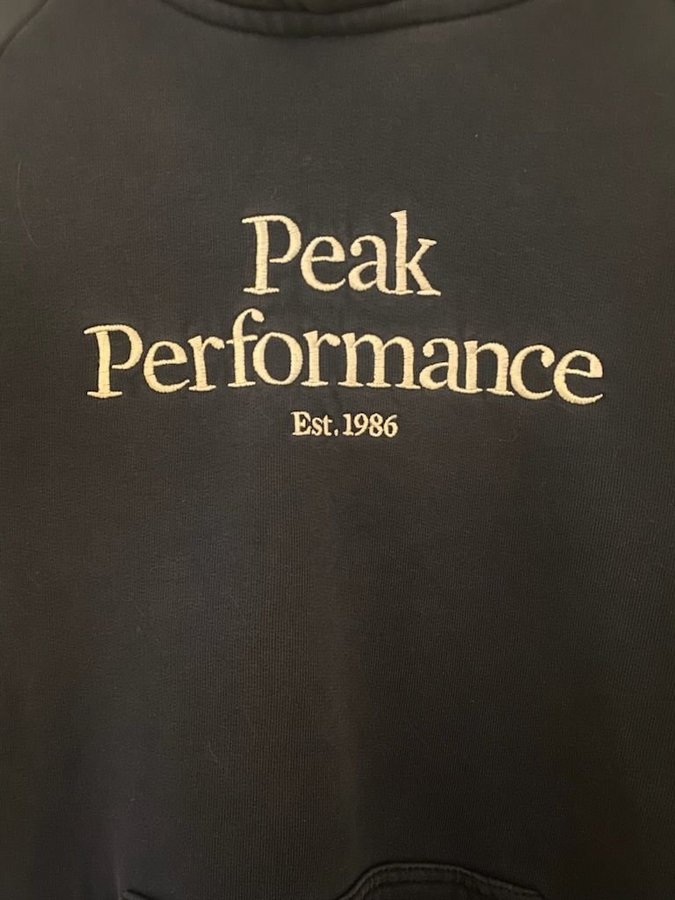 Peak
Performance
Est. 1986